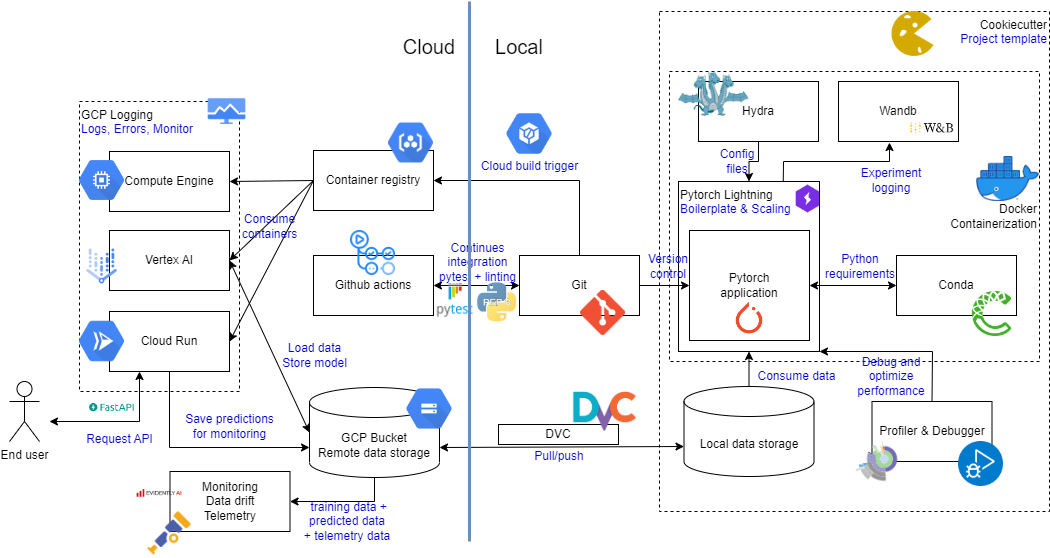 Cloud
Local
Cookiecutter
Project template
GCP Logging
Logs, Errors, Monitor
Compute Engine
Container registry
Cloud build trigger
Hydra
Wandb
W&B
Config
files
Experiment
logging
Pytorch Lightning
Boilerplate & Scaling
Docker
Containerization
Consume
containers
Vertex AI
Github actions
Continues
integrration
pytest + linting
pytest
PEP 8
Git
Version
control
Pytorch
application
Python
requirements
Conda
Cloud Run
Load data
Store model
Consume data
Debug and
optimize
performance
FastAPI
Request API
End user
Save predictions
for monitoring
GCP Bucket
Remote data storage
DVC
DVC
Pull/push
Local data storage
Profiler & Debugger
EVIDENTLY AI
Monitoring
Data drift
Telemetry
training data +
predicted data
+ telemetry data